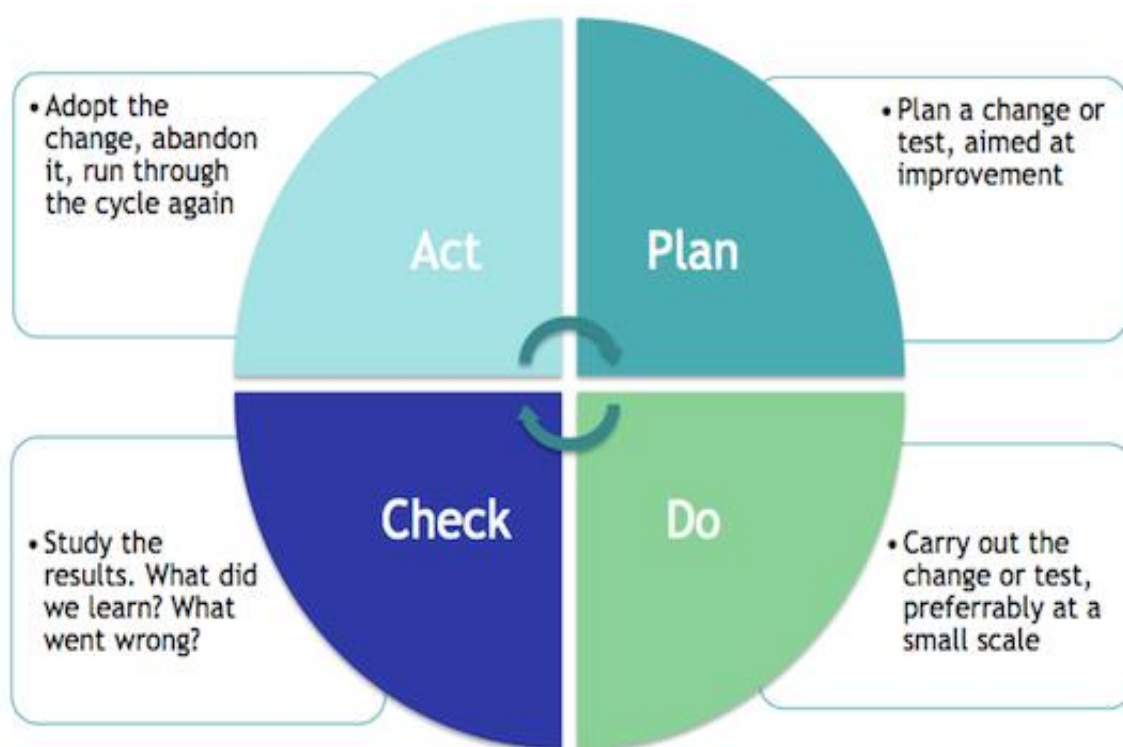 • Adopt the
change, abandon
it, run through
the cycle again
Act
Plan
• Plan a change or
test, aimed at
improvement
• Study the
results. What did
we learn? What
went wrong?
Check
Do
• Carry out the
change or test,
preferrably at a
small scale